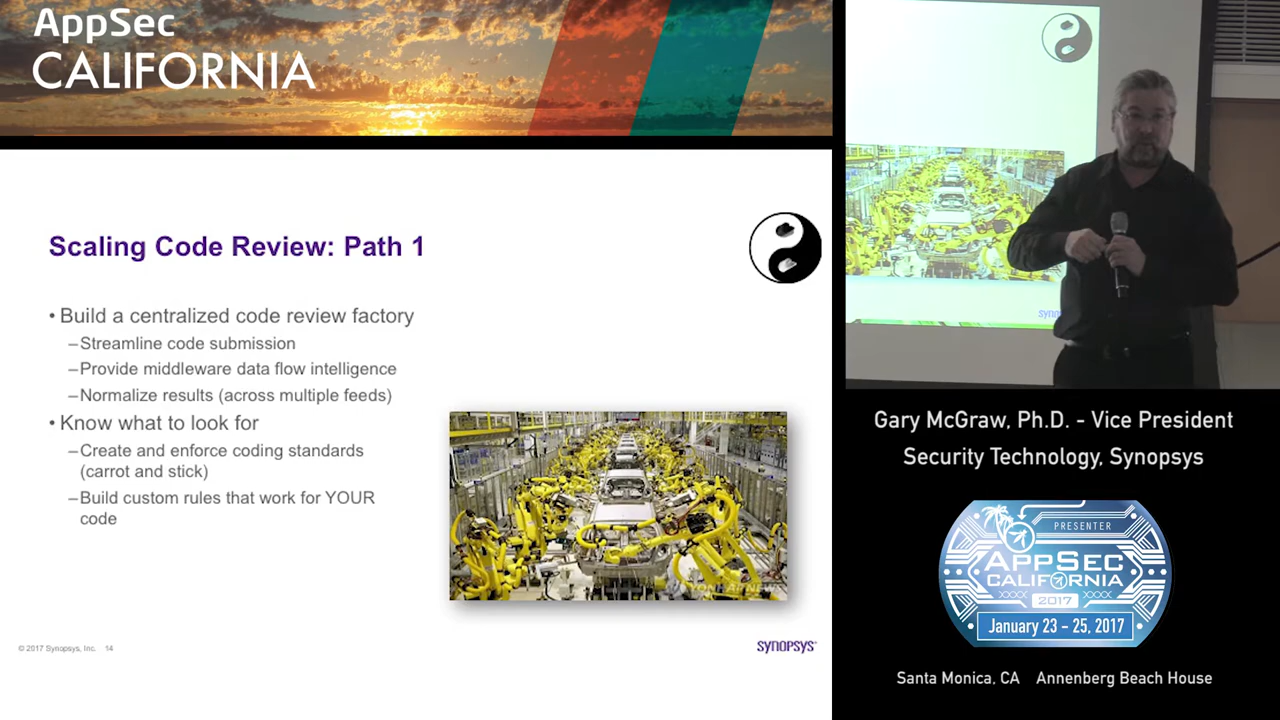 AppSec
CALIFORNIA
Scaling Code Review: Path 1
• Build a centralized code review factory
–Streamline code submission
–Provide middleware data flow intelligence
–Normalize results (across multiple feeds)
• Know what to look for
–Create and enforce coding standards
(carrot and stick)
–Build custom rules that work for YOUR
code
© 2017 Synopsys, Inc. 14
SYNOPSYS®
Gary McGraw, Ph.D. - Vice President
Security Technology, Synopsys
PRESENTER
APPSEC
CALIFORNIA
2017
January 23 - 25, 2017
Santa Monica, CA Annenberg Beach House